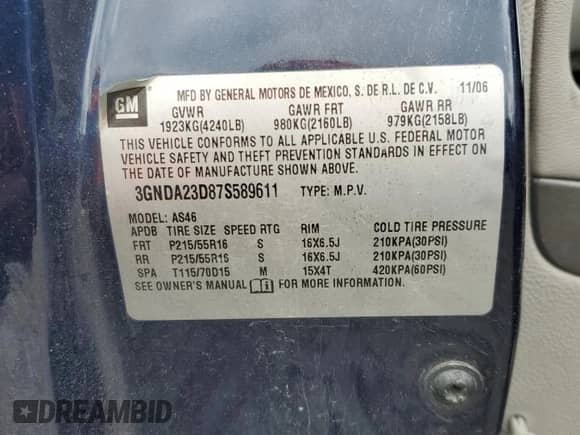 GM
MFD BY GENERAL MOTORS DE MEXICO, S. DE R.L. DE C.V. 11/06
GVWR GAWR FRT GAWR RR
1923KG(4240LB) 980KG(2160LB) 979KG(2158LB)
THIS VEHICLE CONFORMS TO ALL APPLICABLE U.S. FEDERAL MOTOR
VEHICLE SAFETY AND THEFT PREVENTION STANDARDS IN EFFECT ON
THE DATE OF MANUFACTURE SHOWN ABOVE.
3GNDA23D87S589611 TYPE: M.P.V.
MODEL: AS46
APDB TIRE SIZE SPEED RTG RIM COLD TIRE PRESSURE
FRT P215/55R16 S 16X6.5J 210KPA(30PSI)
RR P215/55R16 S 16X6.5J 210KPA(30PSI)
SPA T115/70D15 M 15X4T 420KPA(60PSI)
SEE OWNER'S MANUAL FOR MORE INFORMATION.
DREAMBID